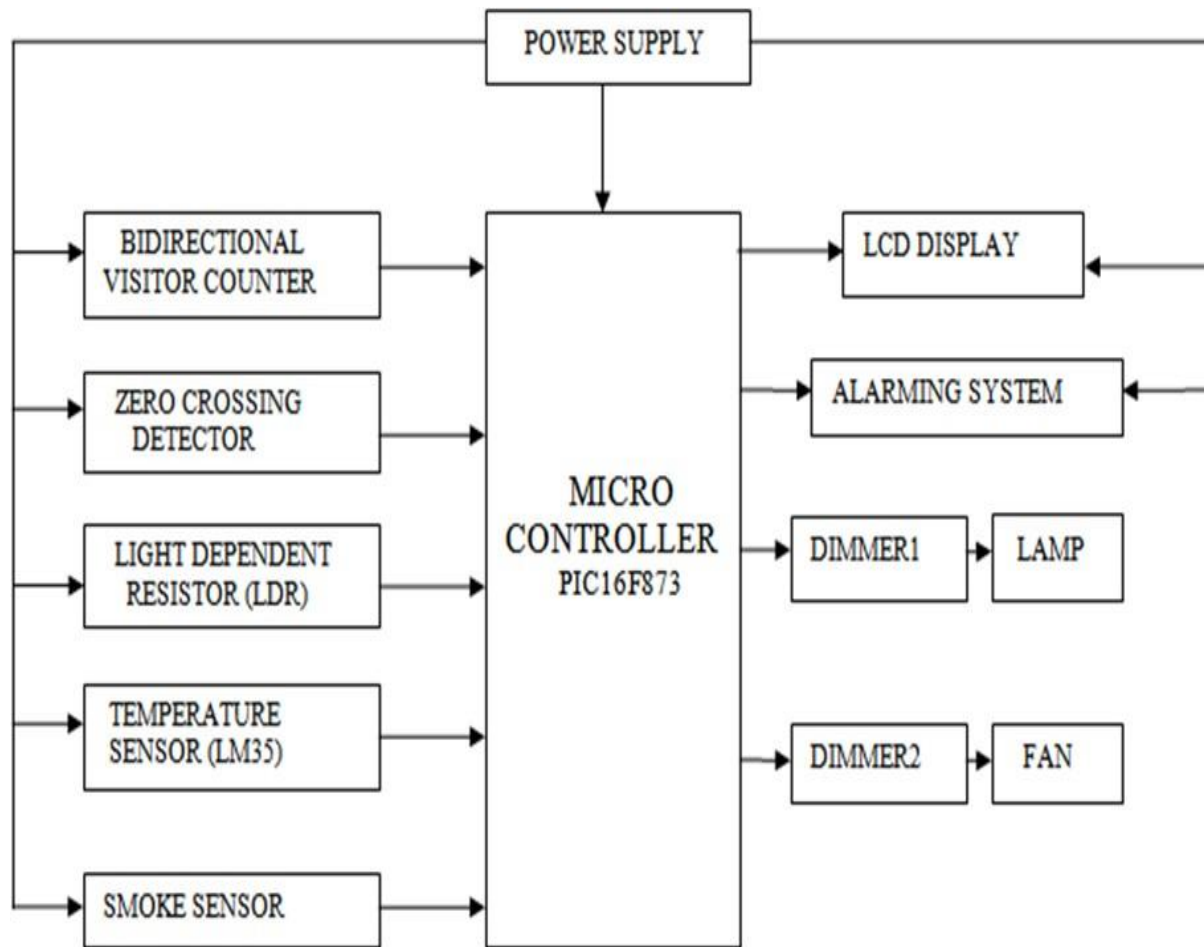 POWER SUPPLY
BIDIRECTIONAL
VISITOR COUNTER
ZERO CROSSING
DETECTOR
LIGHT DEPENDENT
RESISTOR (LDR)
TEMPERATURE
SENSOR (LM35)
SMOKE SENSOR
MICRO
CONTROLLER
PIC16F873
LCD DISPLAY
ALARMING SYSTEM
DIMMER1
LAMP
DIMMER2
FAN